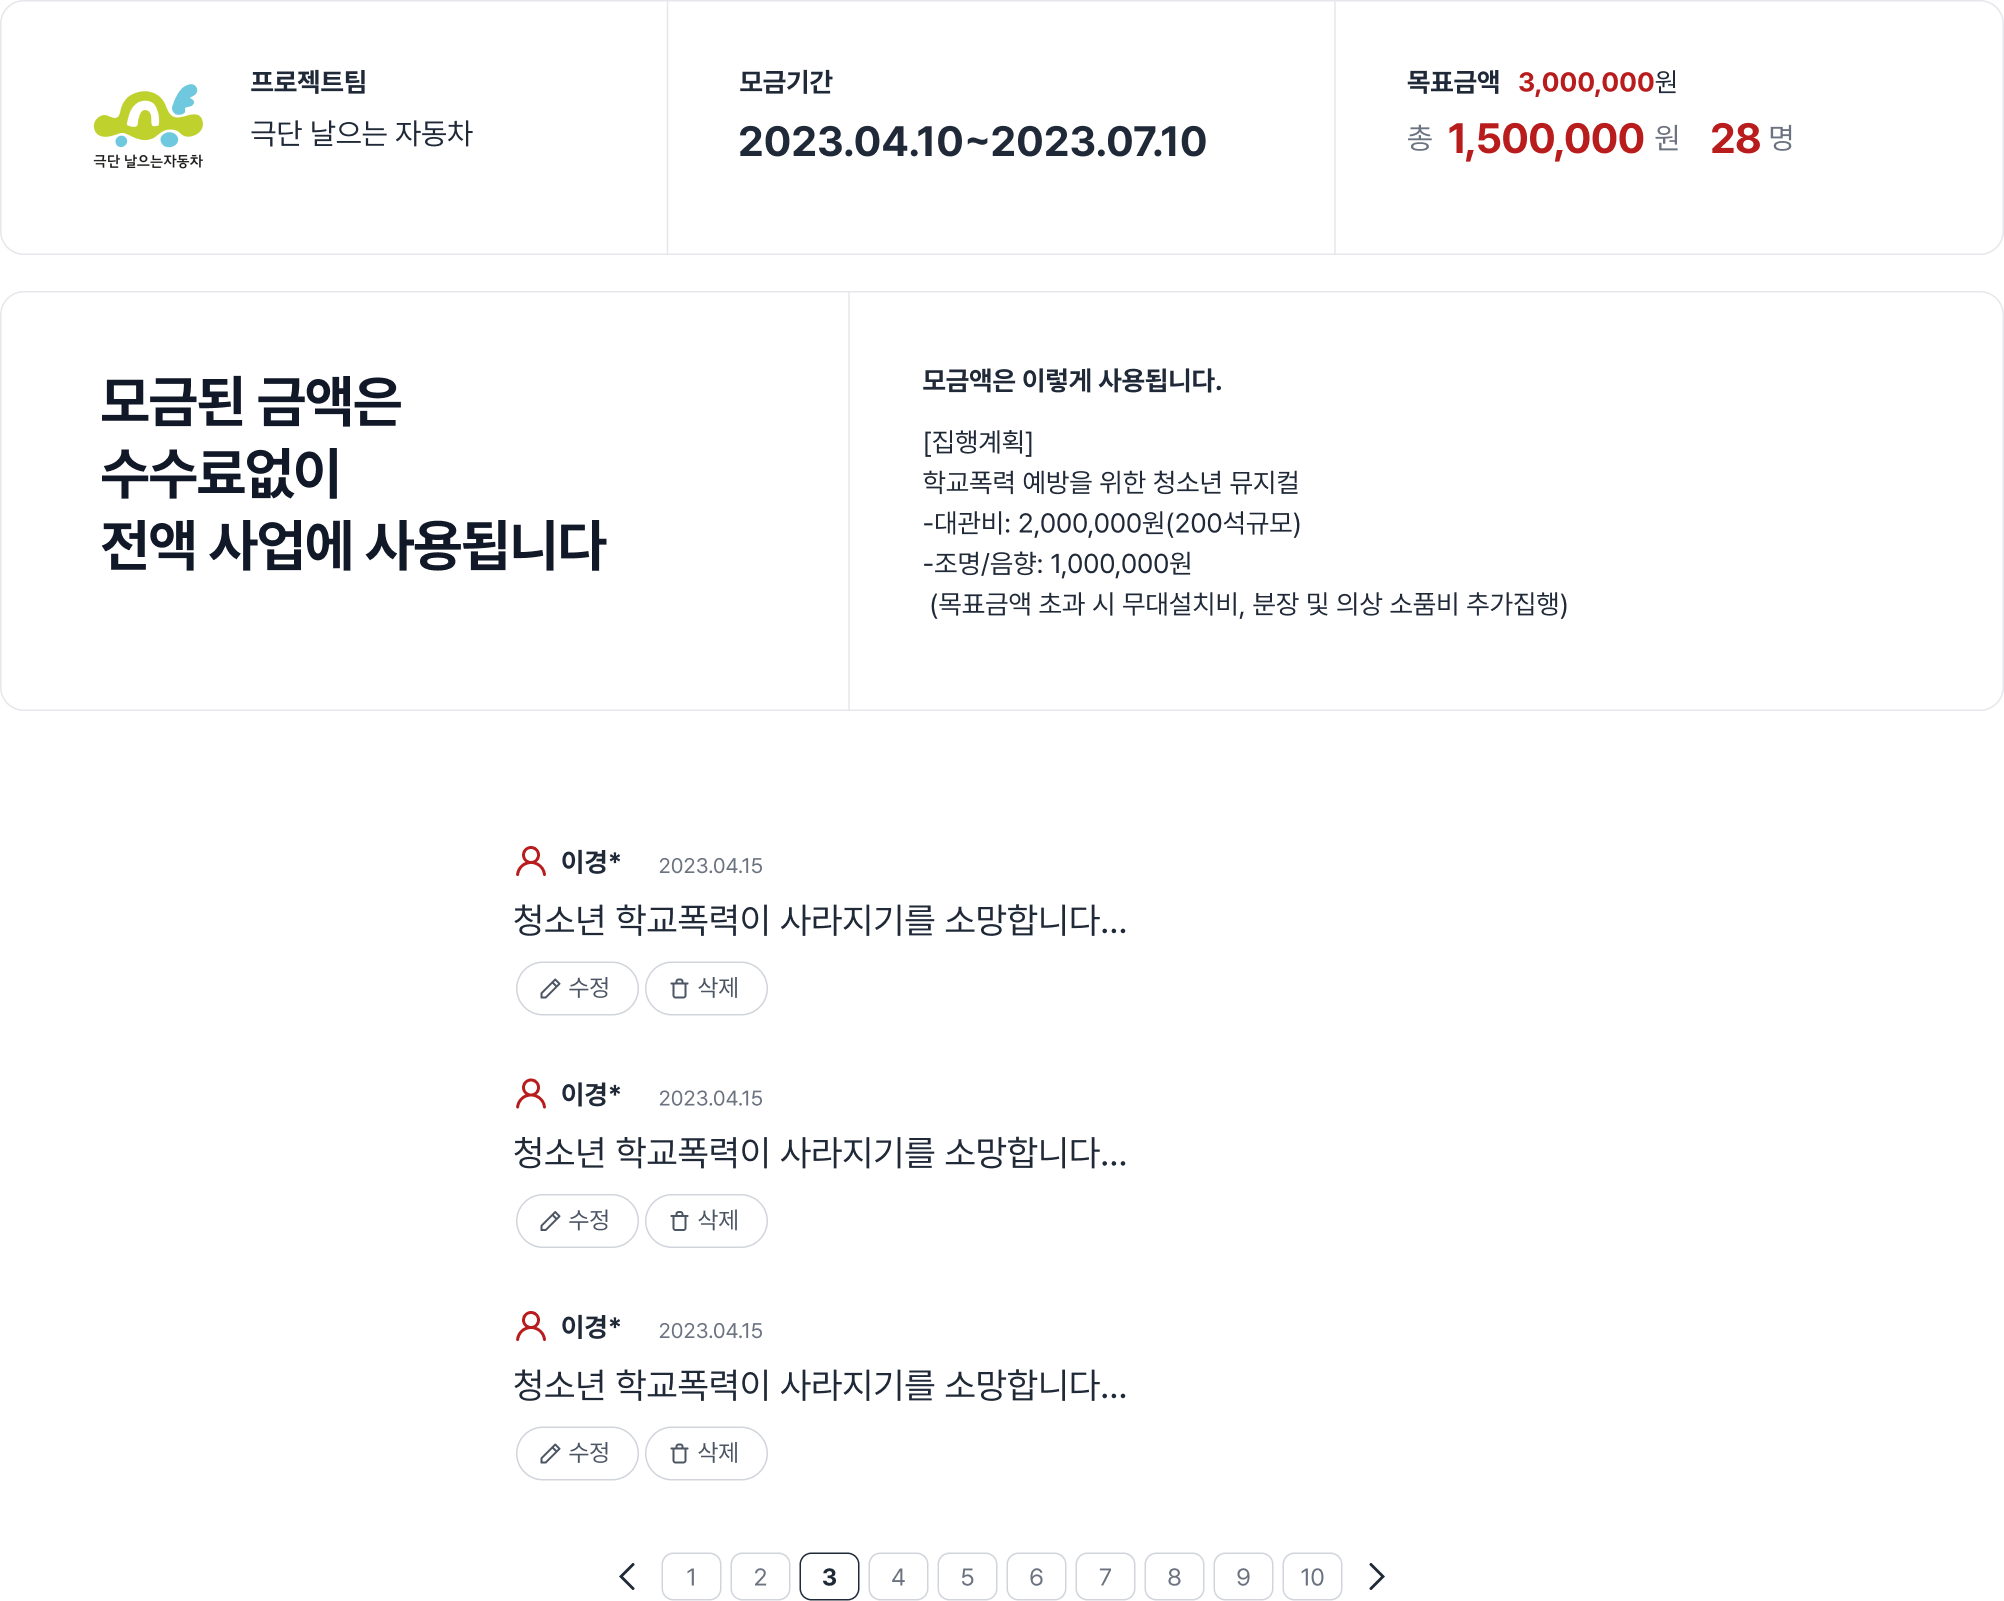 극단 날으는자동차
프로젝트팀
극단 날으는 자동차
모금기간
2023.04.10~2023.07.10
목표금액 3,000,000원
총 1,500,000 원 28 명
모금된 금액은
수수료없이
전액 사업에 사용됩니다
모금액은 이렇게 사용됩니다.
[집행계획]
학교폭력 예방을 위한 청소년 뮤지컬
-대관비: 2,000,000원(200석규모)
-조명/음향: 1,000,000원
(목표금액 초과 시 무대설치비, 분장 및 의상 소품비 추가집행)
이경* 2023.04.15
청소년 학교폭력이 사라지기를 소망합니다...
수정 삭제
이경* 2023.04.15
청소년 학교폭력이 사라지기를 소망합니다...
수정 삭제
이경* 2023.04.15
청소년 학교폭력이 사라지기를 소망합니다...
수정 삭제
1 2 3 4 5 6 7 8 9 10